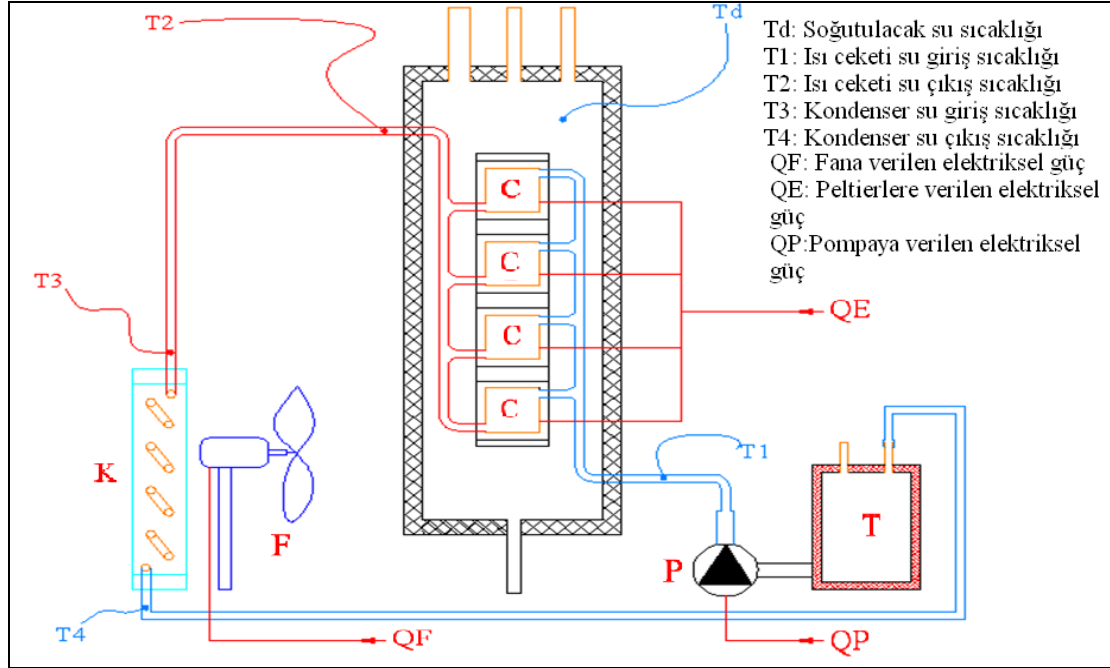 T2
Td
Td: Soğutulacak su sıcaklığı
T1: Isı ceketi su giriş sıcaklığı
T2: Isı ceketi su çıkış sıcaklığı
T3: Kondenser su giriş sıcaklığı
T4: Kondenser su çıkış sıcaklığı
QF: Fana verilen elektriksel güç
QE: Peltierlere verilen elektriksel
güç
QP:Pompaya verilen elektriksel
güç
C
C
C
C
T3
QE
T1
K
F
P
T
T4
QF
QP